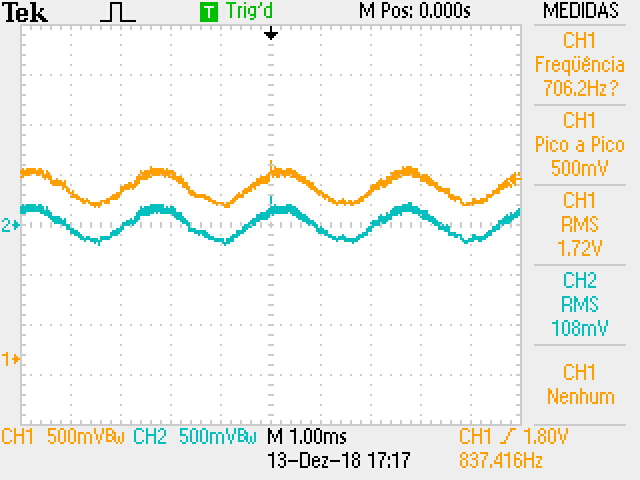 Tek T Trig'd M Pos: 0.000s MEDIDAS
CH1
Freqüência
706.2Hz?
CH1
Pico a Pico
500mV
CH1
RMS
1.72V
CH2
RMS
108mV
CH1
Nenhum
2
1
CH1 500mVBw CH2 500mVBw M 1.00ms CH1 1.80V
13-Dez-18 17:17 837.416Hz